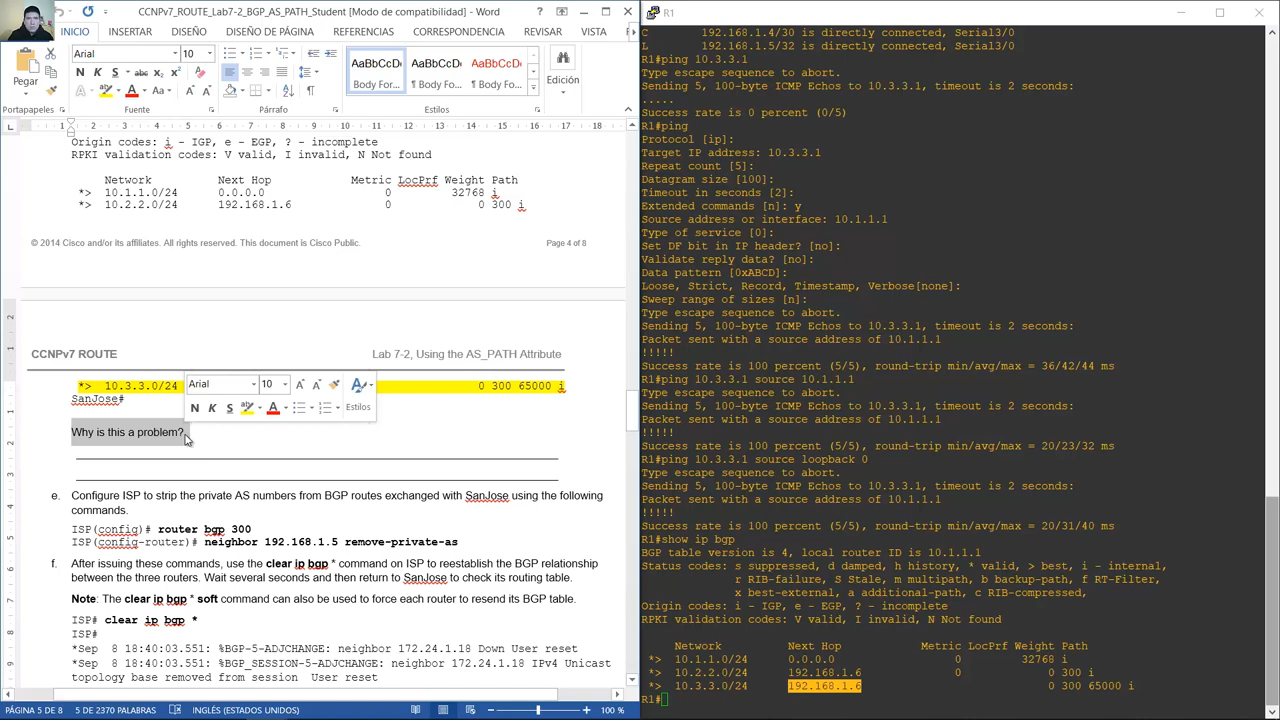 CCNPv7_ROUTE_Lab7-2_BGP_AS_PATH_Student [Modo de compatibilidad] - Word
INICIO INSERTAR DISEÑO DISEÑO DE PÁGINA REFERENCIAS CORRESPONDENCIA REVISAR VISTA
Pegar
Arial 10
N K S abc x₂ x²
AaBbCcD AaBbCcD AaBbCcD
Body Fo... ¶ Body Fo... ¶ Body Fo...
Edición
Portapapeles Fuente Párrafo Estilos
1 1 2 3 4 5 6 7 8 9 10 11 12 13 14 15 16 17 18
Origin codes: i - IGP, e - EGP, ? - incomplete
RPKI validation codes: V valid, I invalid, N Not found
Network Next Hop Metric LocPrf Weight Path
*> 10.1.1.0/24 0.0.0.0 0 32768 i
*> 10.2.2.0/24 192.168.1.6 0 0 300 i
© 2014 Cisco and/or its affiliates. All rights reserved. This document is Cisco Public. Page 4 of 8
CCNPv7 ROUTE Lab 7-2, Using the AS_PATH Attribute
*> 10.3.3.0/24 0 300 65000 i
SanJose#
Arial 10
N K S aby A Estilos
Why is this a problem?
e. Configure ISP to strip the private AS numbers from BGP routes exchanged with SanJose using the following
commands.
ISP(config)# router bgp 300
ISP(config-router)# neighbor 192.168.1.5 remove-private-as
f. After issuing these commands, use the clear ip bgp * command on ISP to reestablish the BGP relationship
between the three routers. Wait several seconds and then return to SanJose to check its routing table.
Note: The clear ip bgp * soft command can also be used to force each router to resend its BGP table.
ISP# clear ip bgp *
ISP#
*Sep 8 18:40:03.551: %BGP-5-ADJCHANGE: neighbor 172.24.1.18 Down User reset
*Sep 8 18:40:03.551: %BGP_SESSION-5-ADJCHANGE: neighbor 172.24.1.18 IPv4 Unicast
topology base removed from session User reset
PÁGINA 5 DE 8 5 DE 2370 PALABRAS INGLÉS (ESTADOS UNIDOS) 100 %
R1
C 192.168.1.4/30 is directly connected, Serial3/0
L 192.168.1.5/32 is directly connected, Serial3/0
R1#ping 10.3.3.1
Type escape sequence to abort.
Sending 5, 100-byte ICMP Echos to 10.3.3.1, timeout is 2 seconds:
.....
Success rate is 0 percent (0/5)
R1#ping
Protocol [ip]:
Target IP address: 10.3.3.1
Repeat count [5]:
Datagram size [100]:
Timeout in seconds [2]:
Extended commands [n]: y
Source address or interface: 10.1.1.1
Type of service [0]:
Set DF bit in IP header? [no]:
Validate reply data? [no]:
Data pattern [0xABCD]:
Loose, Strict, Record, Timestamp, Verbose[none]:
Sweep range of sizes [n]:
Type escape sequence to abort.
Sending 5, 100-byte ICMP Echos to 10.3.3.1, timeout is 2 seconds:
Packet sent with a source address of 10.1.1.1
!!!!!
Success rate is 100 percent (5/5), round-trip min/avg/max = 36/42/44 ms
R1#ping 10.3.3.1 source 10.1.1.1
Type escape sequence to abort.
Sending 5, 100-byte ICMP Echos to 10.3.3.1, timeout is 2 seconds:
Packet sent with a source address of 10.1.1.1
!!!!!
Success rate is 100 percent (5/5), round-trip min/avg/max = 20/23/32 ms
R1#ping 10.3.3.1 source loopback 0
Type escape sequence to abort.
Sending 5, 100-byte ICMP Echos to 10.3.3.1, timeout is 2 seconds:
Packet sent with a source address of 10.1.1.1
!!!!!
Success rate is 100 percent (5/5), round-trip min/avg/max = 20/31/40 ms
R1#show ip bgp
BGP table version is 4, local router ID is 10.1.1.1
Status codes: s suppressed, d damped, h history, * valid, > best, i - internal,
r RIB-failure, S Stale, m multipath, b backup-path, f RT-Filter,
x best-external, a additional-path, c RIB-compressed,
Origin codes: i - IGP, e - EGP, ? - incomplete
RPKI validation codes: V valid, I invalid, N Not found
Network Next Hop Metric LocPrf Weight Path
*> 10.1.1.0/24 0.0.0.0 0 32768 i
*> 10.2.2.0/24 192.168.1.6 0 0 300 i
*> 10.3.3.0/24 192.168.1.6 0 300 65000 i
R1#